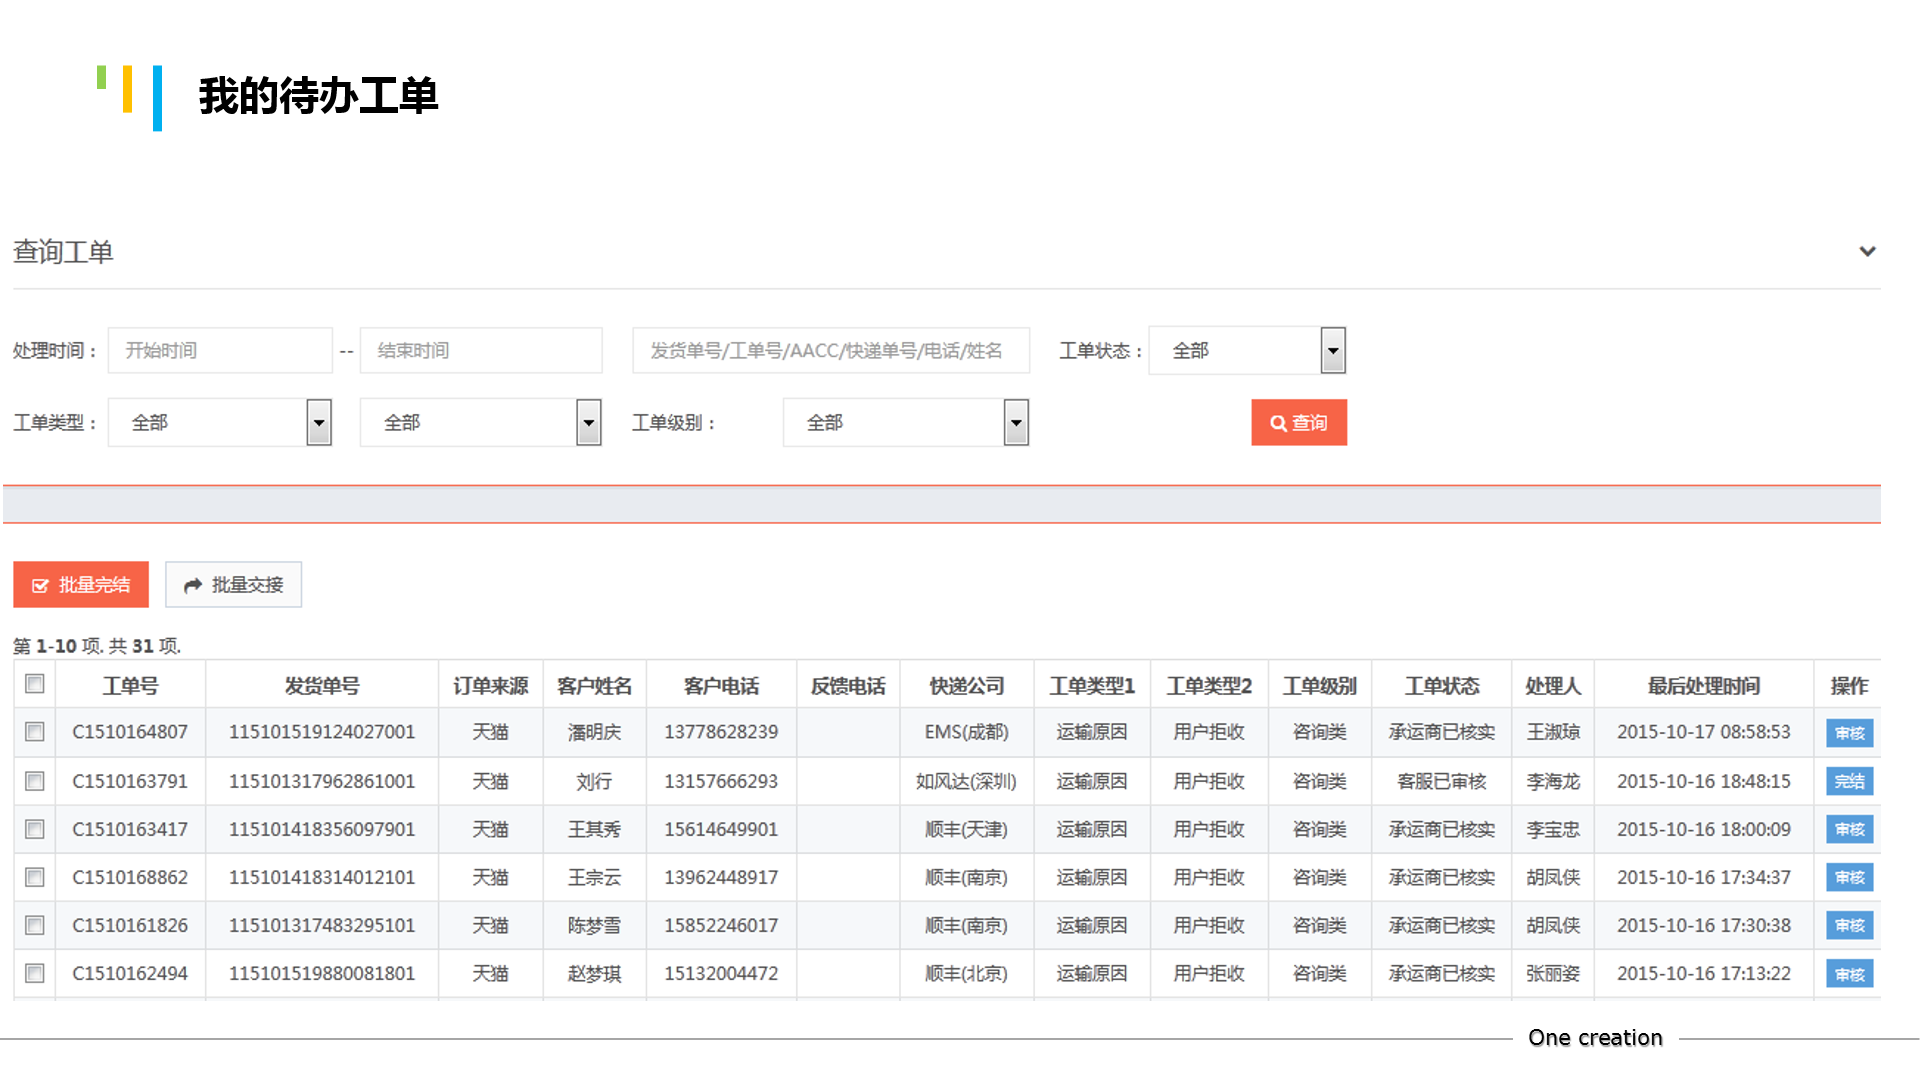 我的待办工单
查询工单
处理时间： 开始时间 -- 结束时间 发货单号/工单号/AACC/快递单号/电话/姓名 工单状态： 全部
工单类型： 全部 全部 工单级别： 全部 查询
批量完结 批量交接
第 1-10 项. 共 31 项.
工单号 发货单号 订单来源 客户姓名 客户电话 反馈电话 快递公司 工单类型1 工单类型2 工单级别 工单状态 处理人 最后处理时间 操作
C1510164807 115101519124027001 天猫 潘明庆 13778628239 EMS(成都) 运输原因 用户拒收 咨询类 承运商已核实 王淑琼 2015-10-17 08:58:53 审核
C1510163791 115101317962861001 天猫 刘行 13157666293 如风达(深圳) 运输原因 用户拒收 咨询类 客服已审核 李海龙 2015-10-16 18:48:15 完结
C1510163417 115101418356097901 天猫 王其秀 15614649901 顺丰(天津) 运输原因 用户拒收 咨询类 承运商已核实 李宝忠 2015-10-16 18:00:09 审核
C1510168862 115101418314012101 天猫 王宗云 13962448917 顺丰(南京) 运输原因 用户拒收 咨询类 承运商已核实 胡凤侠 2015-10-16 17:34:37 审核
C1510161826 115101317483295101 天猫 陈梦雪 15852246017 顺丰(南京) 运输原因 用户拒收 咨询类 承运商已核实 胡凤侠 2015-10-16 17:30:38 审核
C1510162494 115101519880081801 天猫 赵梦琪 15132004472 顺丰(北京) 运输原因 用户拒收 咨询类 承运商已核实 张丽姿 2015-10-16 17:13:22 审核
One creation